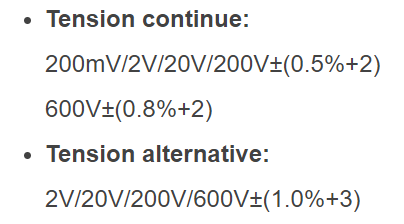 • Tension continue:
200mV/2V/20V/200V±(0.5%+2)
600V±(0.8%+2)
• Tension alternative:
2V/20V/200V/600V±(1.0%+3)